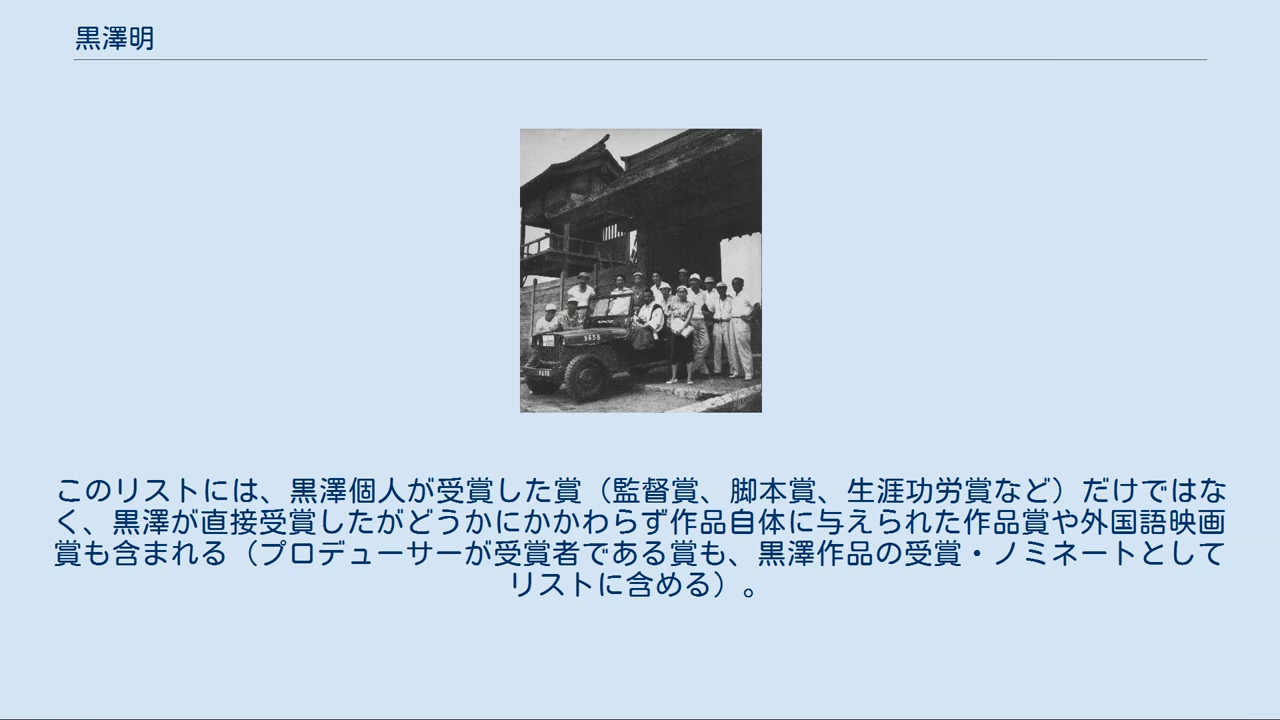 黒澤明
このリストには、黒澤個人が受賞した賞（監督賞、脚本賞、生涯功労賞など）だけではな
く、黒澤が直接受賞したがどうかにかかわらず作品自体に与えられた作品賞や外国語映画
賞も含まれる（プロデューサーが受賞者である賞も、黒澤作品の受賞・ノミネートとして
リストに含める）。